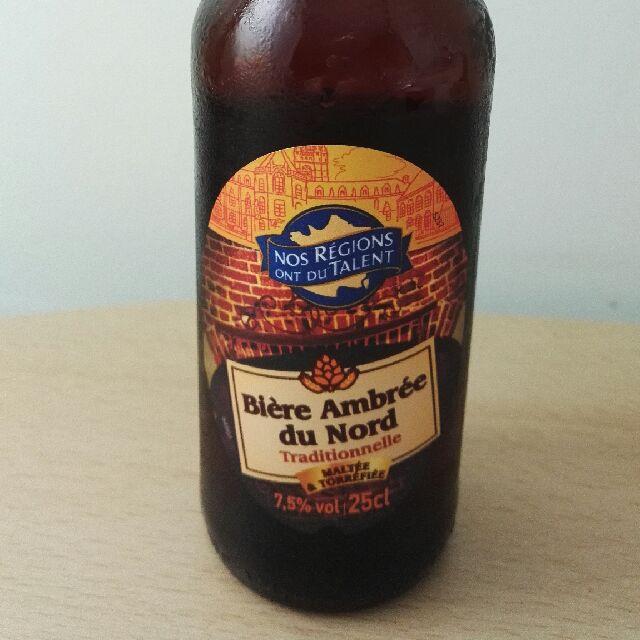 NOS RÉGIONS
ONT DU TALENT
Bière Ambrée
du Nord
Traditionnelle
MALTÉE
& TORRÉFIÉE
7,5% vol 25cl